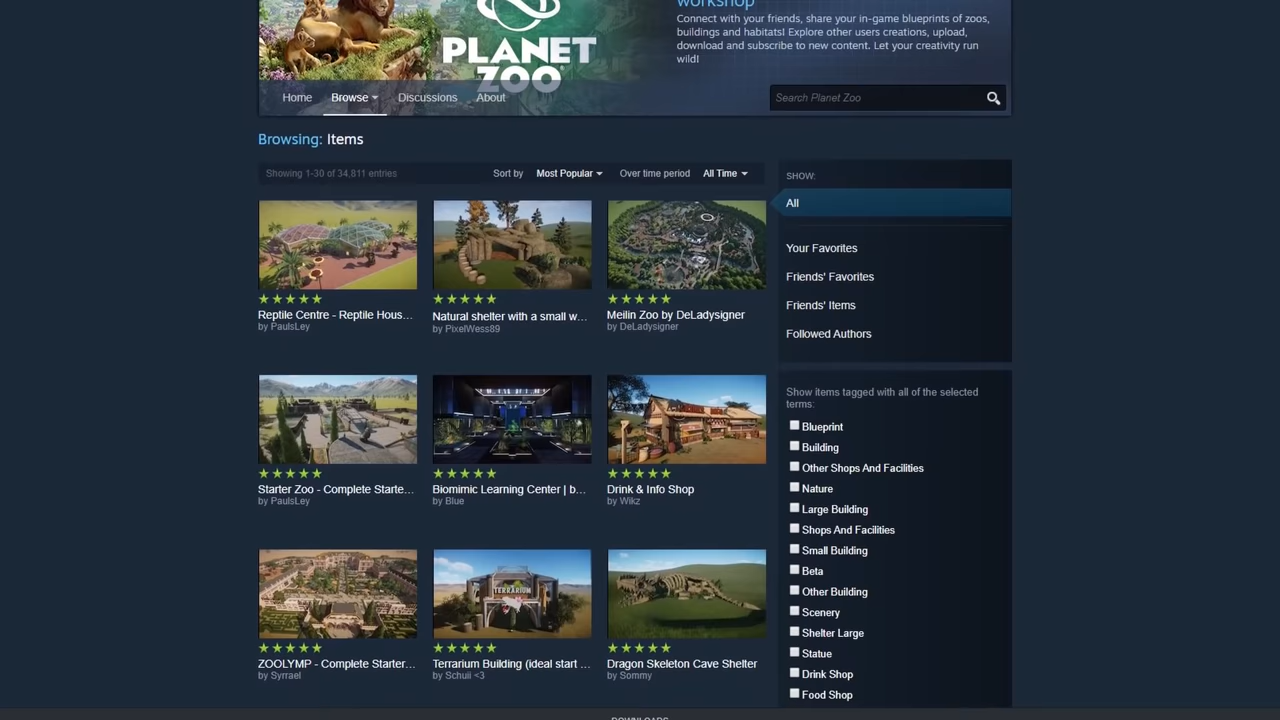 workshop
Connect with your friends, share your in-game blueprints of zoos,
buildings and habitats! Explore other users creations, upload,
download and subscribe to new content. Let your creativity run
wild!
PLANET
ZOO
Home Browse Discussions About
Search Planet Zoo
Browsing: Items
Showing 1-30 of 34,811 entries
Sort by Most Popular Over time period All Time
Reptile Centre - Reptile Hous...
by PaulsLey
Natural shelter with a small w...
by PixelWess89
Meilin Zoo by DeLadysigner
by DeLadysigner
Starter Zoo - Complete Starte...
by PaulsLey
Biomimic Learning Center | b...
by Blue
Drink & Info Shop
by Wikz
TERRARIUM
ZOOLYMP - Complete Starter...
by Syrrael
Terrarium Building (ideal start ...
by Schuii <3
Dragon Skeleton Cave Shelter
by Sommy
SHOW:
All
Your Favorites
Friends' Favorites
Friends' Items
Followed Authors
Show items tagged with all of the selected
terms:
Blueprint
Building
Other Shops And Facilities
Nature
Large Building
Shops And Facilities
Small Building
Beta
Other Building
Scenery
Shelter Large
Statue
Drink Shop
Food Shop
DOWNLOADS